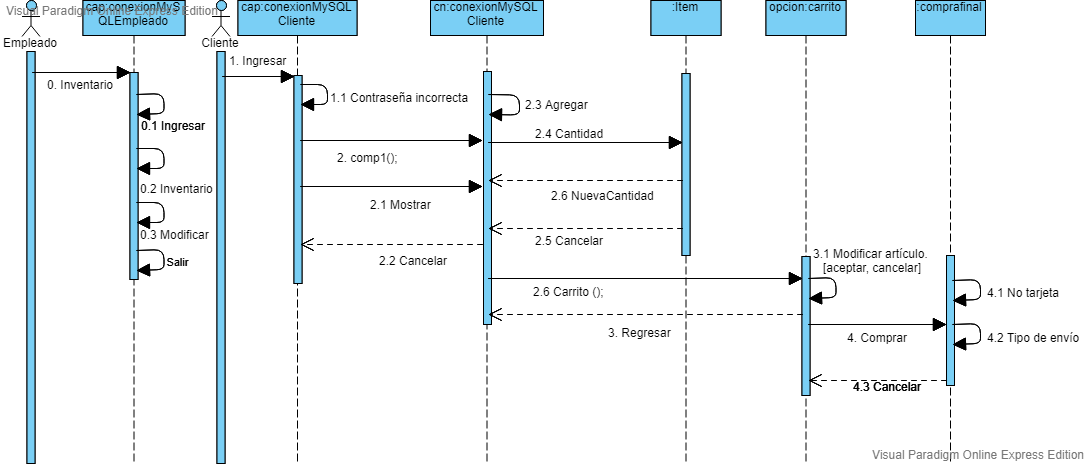 Visual Paradigm Online Express Edition
cap:conexionMyS
QLEmpleado
cap:conexionMySQL
Cliente
cn:conexionMySQL
Cliente
:Item
opcion:carrito
:comprafinal
Empleado
Cliente
0. Inventario
0.1 Ingresar
0.2 Inventario
0.3 Modificar
Salir
1. Ingresar
1.1 Contraseña incorrecta
2. comp1();
2.1 Mostrar
2.2 Cancelar
2.3 Agregar
2.4 Cantidad
2.6 NuevaCantidad
2.5 Cancelar
2.6 Carrito ();
3. Regresar
3.1 Modificar artículo.
[aceptar, cancelar]
4. Comprar
4.1 No tarjeta
4.2 Tipo de envío
4.3 Cancelar
Visual Paradigm Online Express Edition